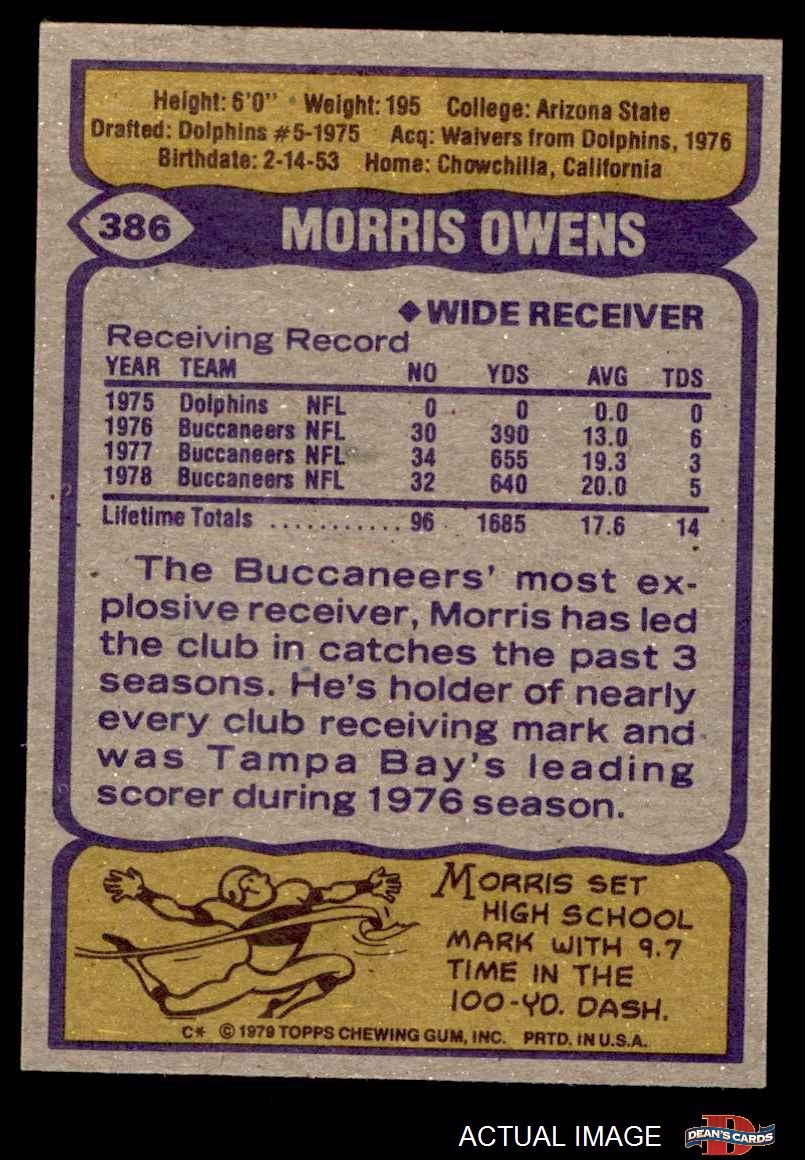 Height: 6'0" Weight: 195 College: Arizona State
Drafted: Dolphins #5-1975 Acq: Waivers from Dolphins, 1976
Birthdate: 2-14-53 Home: Chowchilla, California
386 MORRIS OWENS
◆WIDE RECEIVER
Receiving Record
YEAR TEAM NO YDS AVG TDS
1975 Dolphins NFL 0 0 0.0 0
1976 Buccaneers NFL 30 390 13.0 6
1977 Buccaneers NFL 34 655 19.3 3
1978 Buccaneers NFL 32 640 20.0 5
Lifetime Totals ............ 96 1685 17.6 14
The Buccaneers' most ex-
plosive receiver, Morris has led
the club in catches the past 3
seasons. He's holder of nearly
every club receiving mark and
was Tampa Bay's leading
scorer during 1976 season.
MORRIS SET
HIGH SCHOOL
MARK WITH 9.7
TIME IN THE
100-YD. DASH.
C* © 1979 TOPPS CHEWING GUM, INC. PRTD. IN U.S.A.
ACTUAL IMAGE
D
DEAN'S CARDS